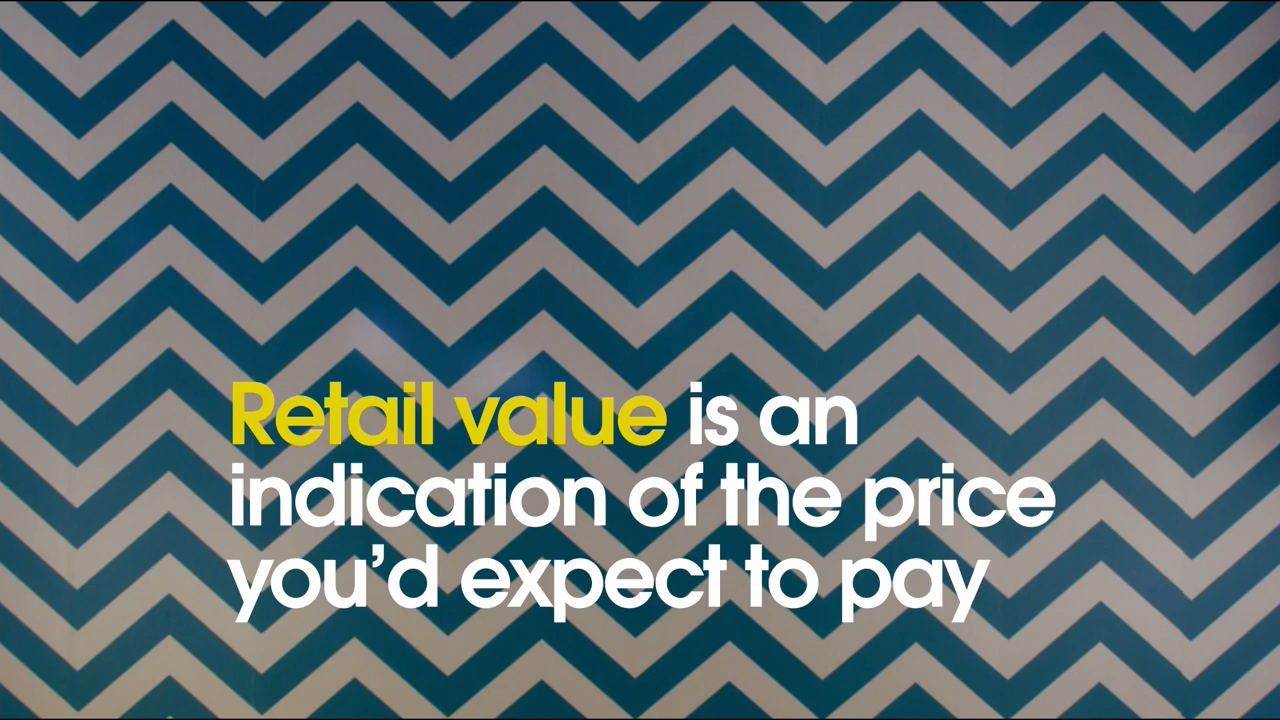 Retail value is an
indication of the price
you’d expect to pay